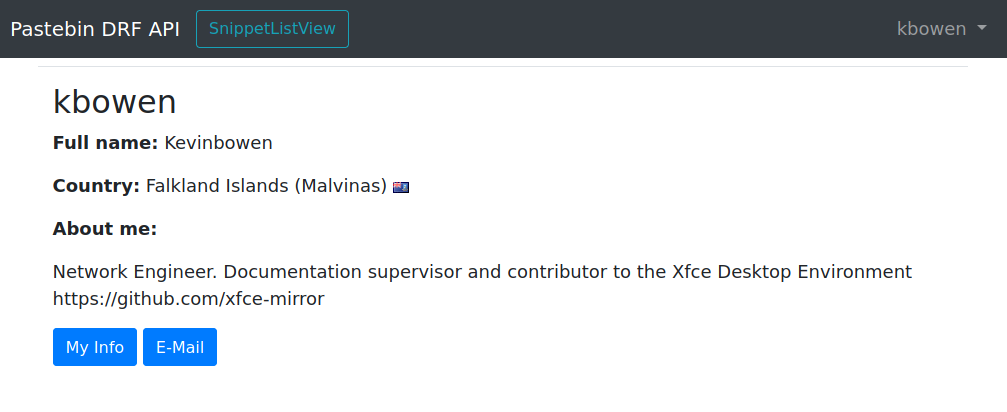 Pastebin DRF API SnippetListView kbowen
kbowen
Full name: Kevinbowen
Country: Falkland Islands (Malvinas)
About me:
Network Engineer. Documentation supervisor and contributor to the Xfce Desktop Environment
https://github.com/xfce-mirror
My Info E-Mail